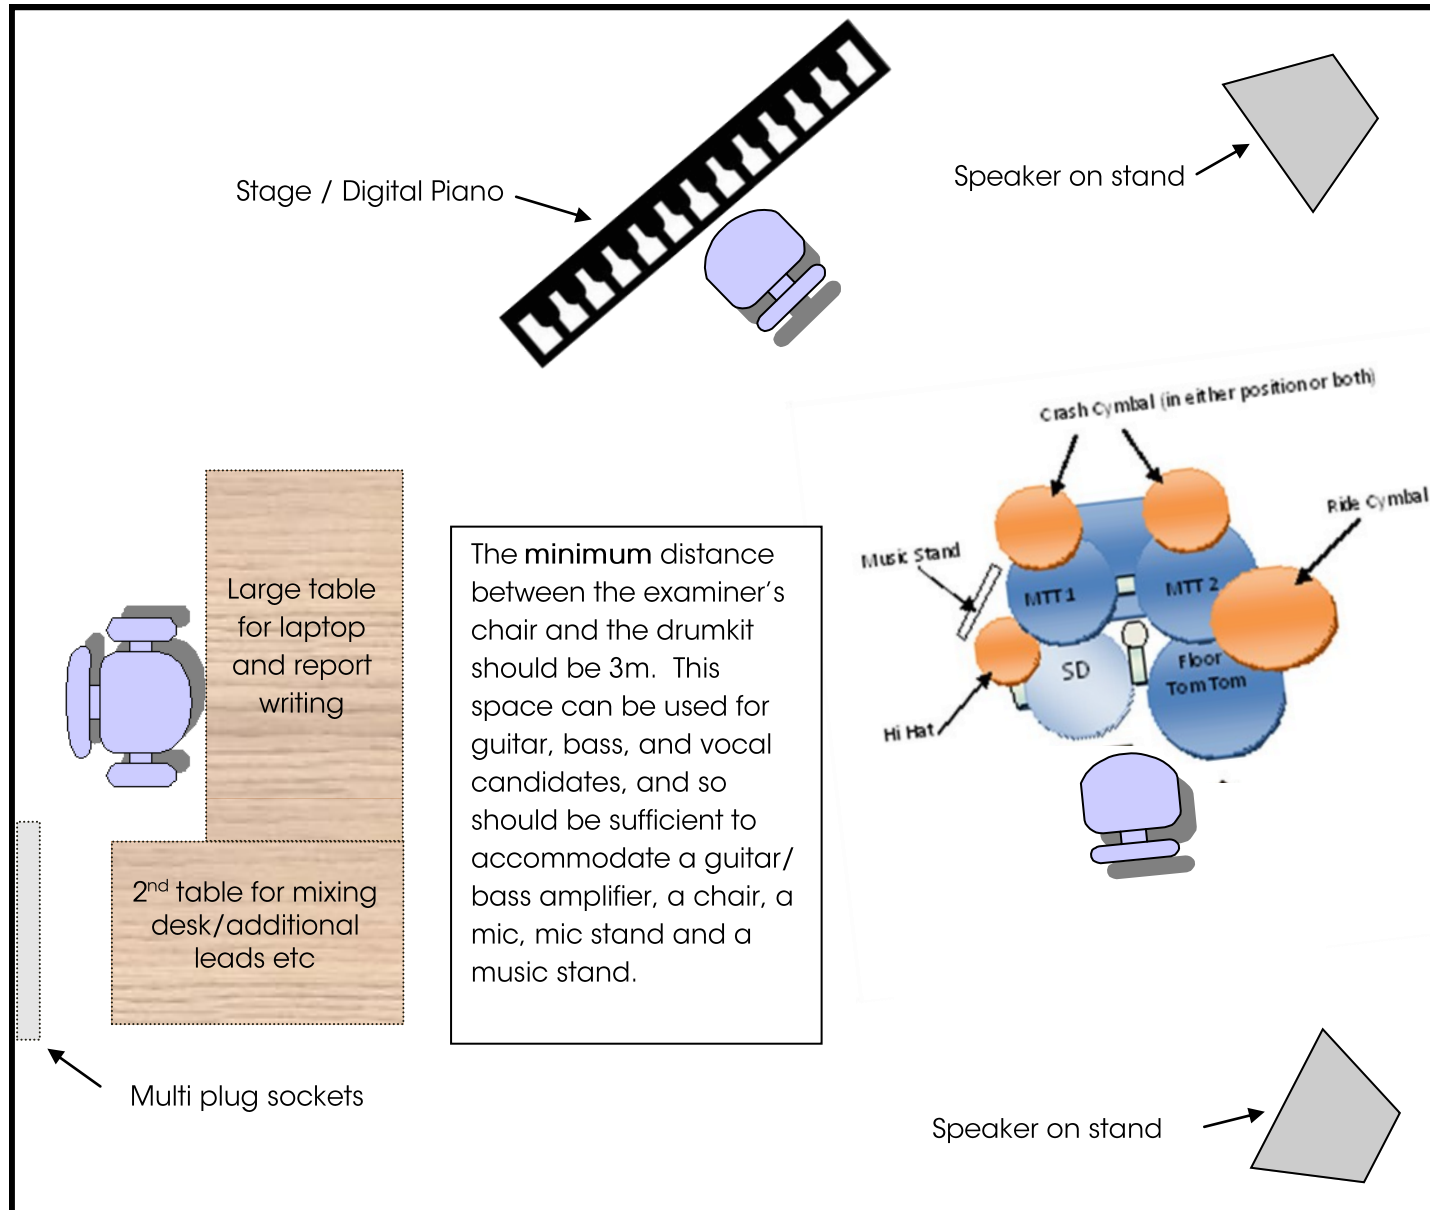 Stage / Digital Piano
Speaker on stand
Crash Cymbal (in either position or both)
Ride Cymbal
Music Stand
MTT 1
MTT 2
SD
Floor
Tom Tom
Hi Hat
Large table
for laptop
and report
writing
The minimum distance
between the examiner’s
chair and the drumkit
should be 3m.  This
space can be used for
guitar, bass, and vocal
candidates, and so
should be sufficient to
accommodate a guitar/
bass amplifier, a chair, a
mic, mic stand and a
music stand.
2nd table for mixing
desk/additional
leads etc
Multi plug sockets
Speaker on stand